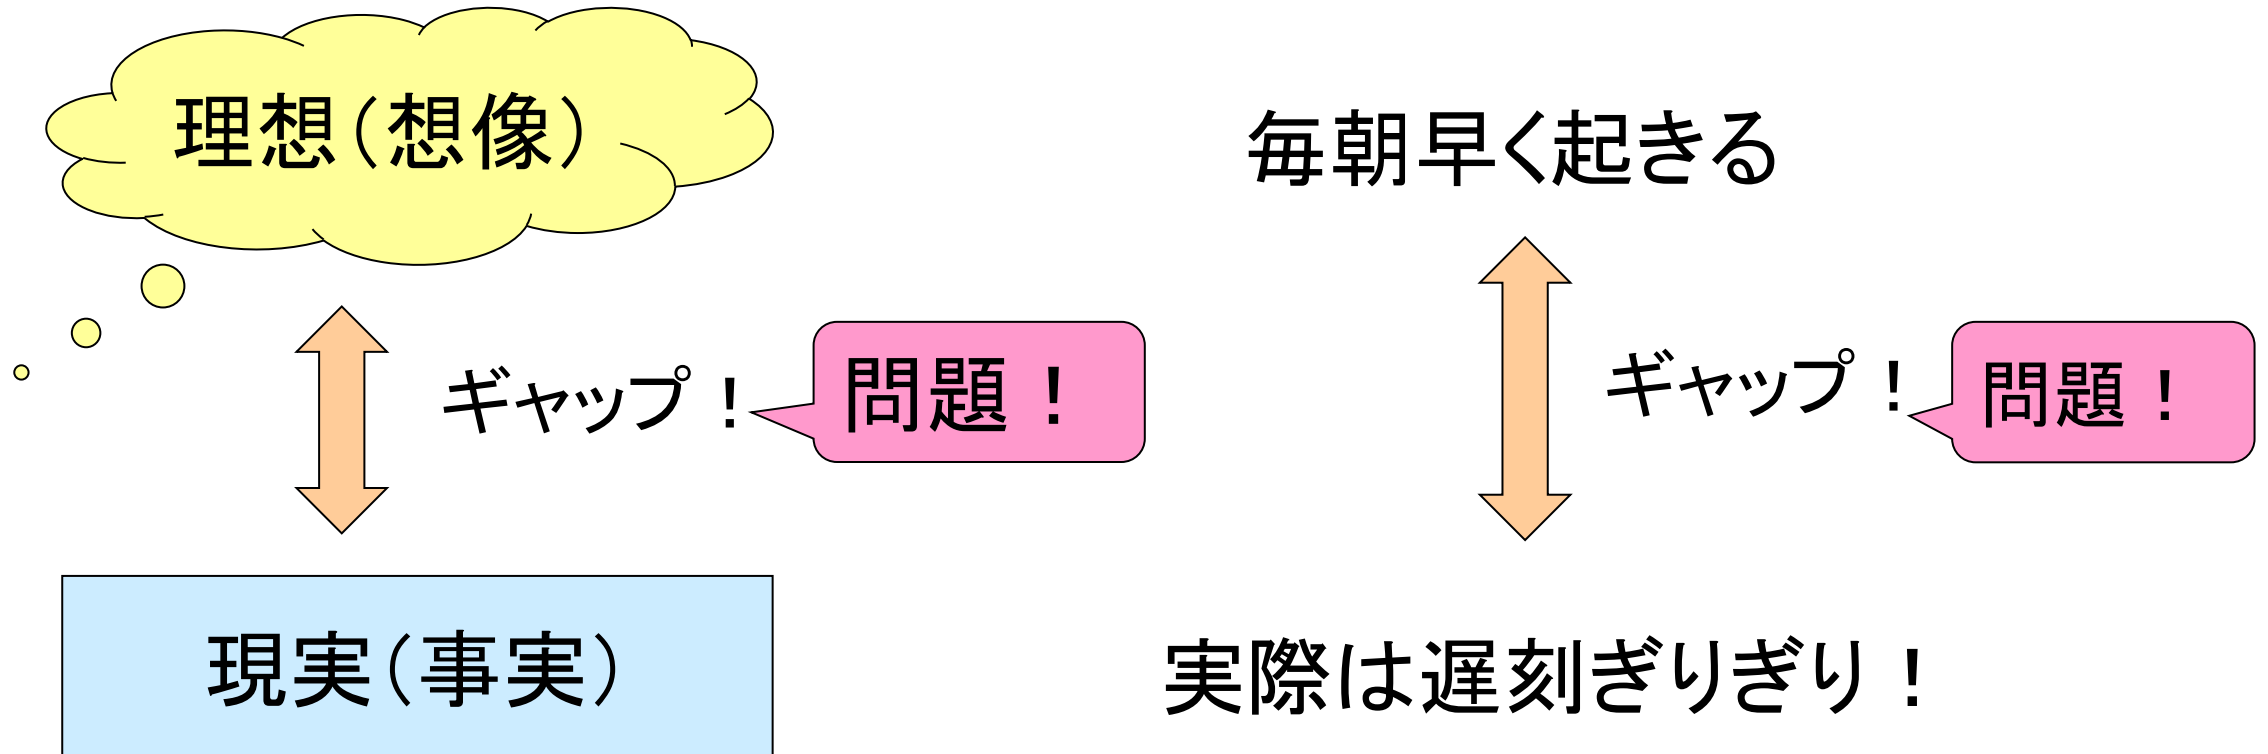 理想（想像）
ギャップ！
問題！
現実（事実）
毎朝早く起きる
ギャップ！
問題！
実際は遅刻ぎりぎり！